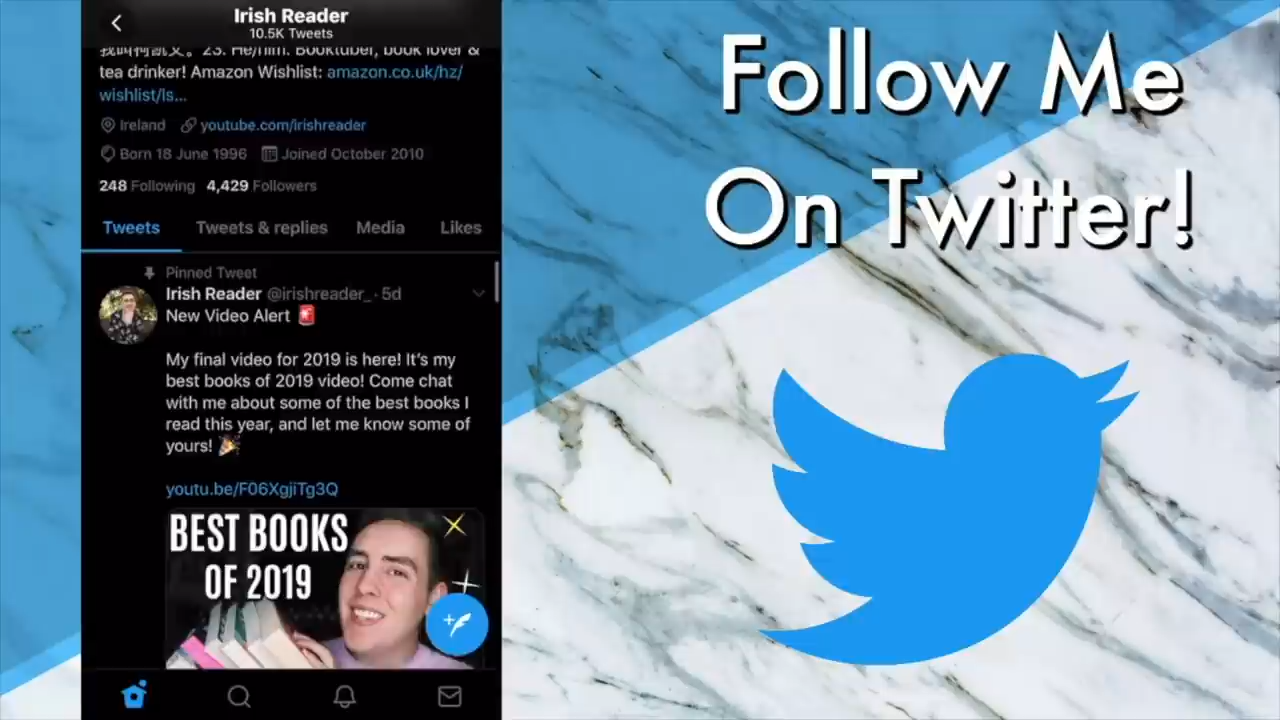 Irish Reader
10.5K Tweets
我叫柯凯文。23. He/him. Booktuber, book lover &
tea drinker! Amazon Wishlist: amazon.co.uk/hz/
wishlist/ls...
Ireland youtube.com/irishreader
Born 18 June 1996 Joined October 2010
248 Following 4,429 Followers
Tweets Tweets & replies Media Likes
Pinned Tweet
Irish Reader @irishreader_ · 5d
New Video Alert 🚨
My final video for 2019 is here! It's my
best books of 2019 video! Come chat
with me about some of the best books I
read this year, and let me know some of
yours! 🎉
youtu.be/F06XgjiTg3Q
BEST BOOKS
OF 2019
Follow Me
On Twitter!